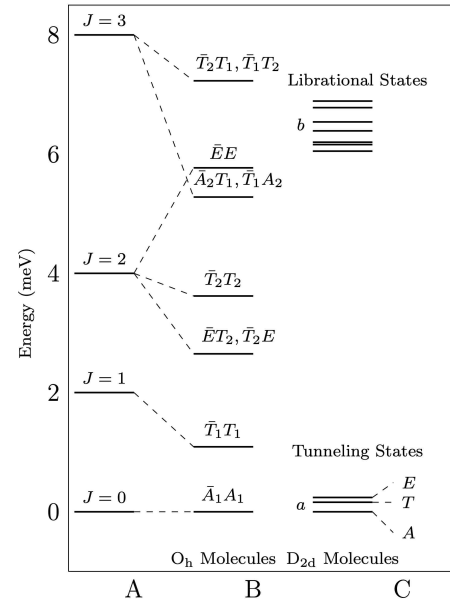 8
J = 3
T̄₂T₁, T̄₁T₂
Librational States
b
6
ĒE
Ā₂T₁, T̄₁A₂
J = 2
4
T̄₂T₂
ĒT₂, T̄₂E
Energy (meV)
J = 1
2
T̄₁T₁
Tunneling States
E
J = 0
Ā₁A₁
a
T
0
A
Oₕ Molecules
D₂d Molecules
A
B
C